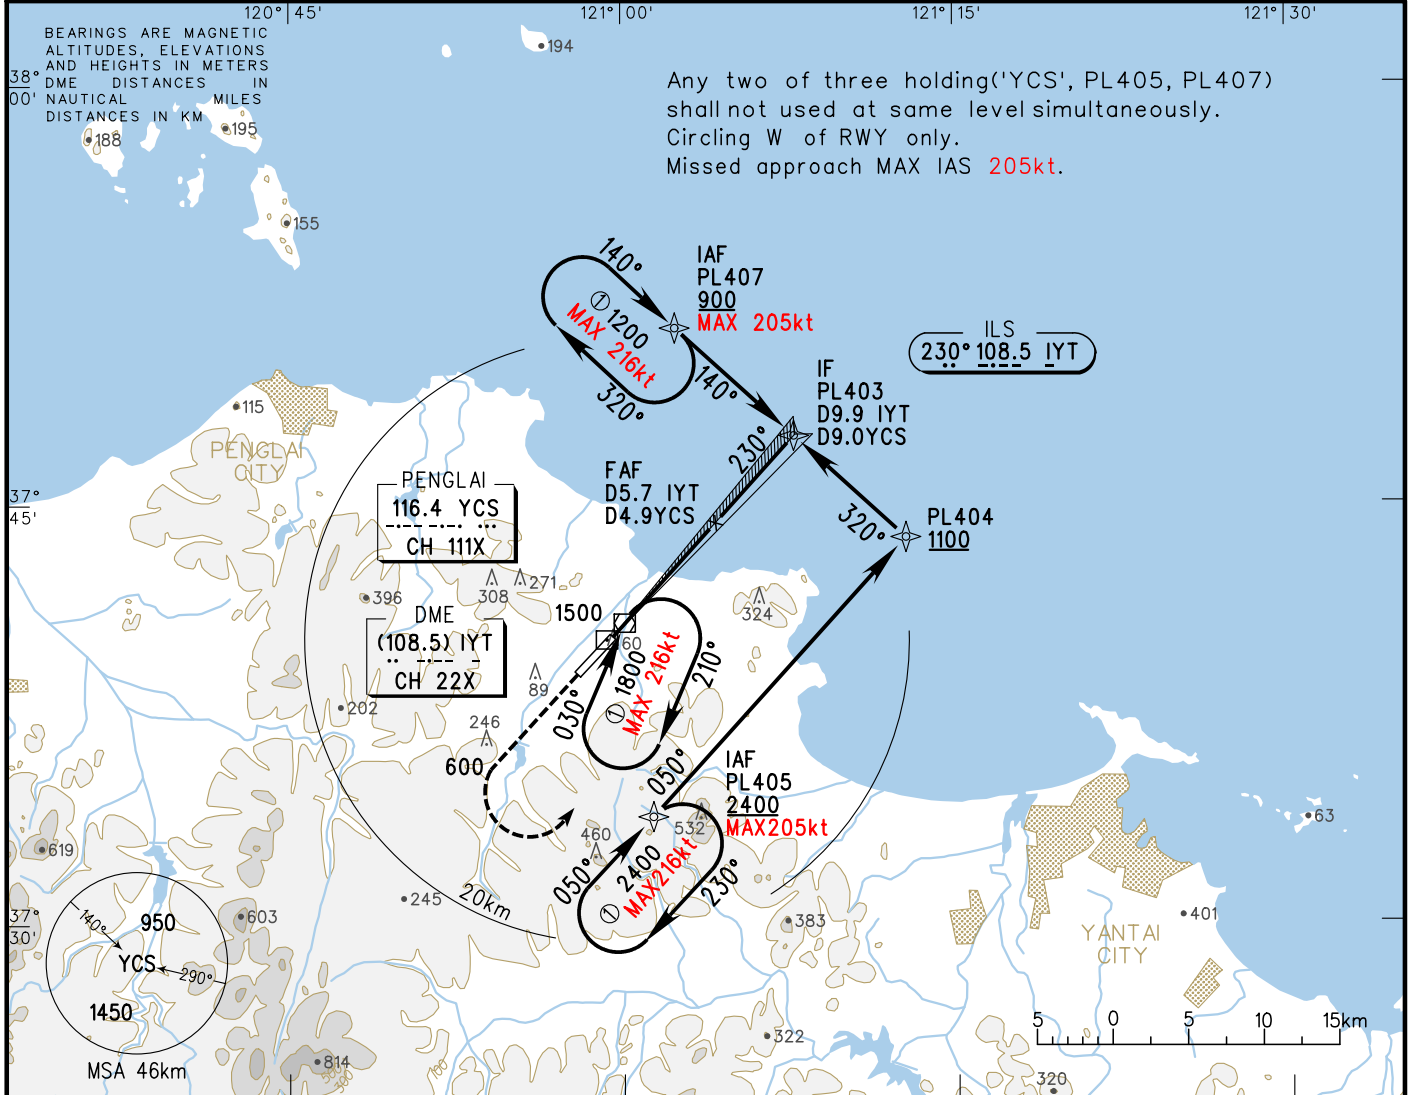 120°45'
121°00'
121°15'
121°30'
BEARINGS ARE MAGNETIC
ALTITUDES, ELEVATIONS
AND HEIGHTS IN METERS
DME DISTANCES IN
NAUTICAL MILES
DISTANCES IN KM
38°
00'
194
188
195
155
Any two of three holding('YCS', PL405, PL407)
shall not used at same level simultaneously.
Circling W of RWY only.
Missed approach MAX IAS 205kt.
IAF
PL407
900
MAX 205kt
140°
① 1200
MAX 216kt
320°
140°
ILS
230° 108.5 IYT
IF
PL403
D9.9 IYT
D9.0YCS
230°
115
PENGLAI
CITY
PENGLAI
116.4 YCS
CH 111X
FAF
D5.7 IYT
D4.9YCS
37°
45'
320°
PL404
1100
308
271
396
324
DME
(108.5) IYT
CH 22X
1500
60
89
202
246
600
① 1800
MAX 216kt
030°
210°
050°
IAF
PL405
2400
MAX205kt
532
460
050°
① 2400
MAX216kt
230°
20km
245
619
603
63
383
401
37°
30'
YANTAI
CITY
140°
950
YCS
290°
1450
MSA 46km
814
500
100
322
320
5 0 5 10 15km